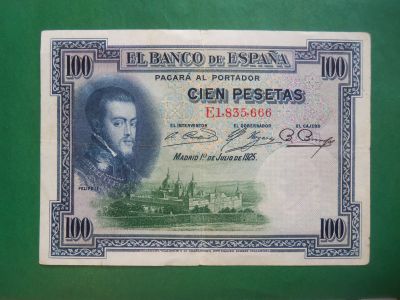 100 EL BANCO DE ESPAÑA 100
PAGARÁ AL PORTADOR
CIEN PESETAS
E1,835,666
EL INTERVENTOR EL GOBERNADOR EL CAJERO
MADRID 1º DE JULIO DE 1925.
FELIPE II
100 100